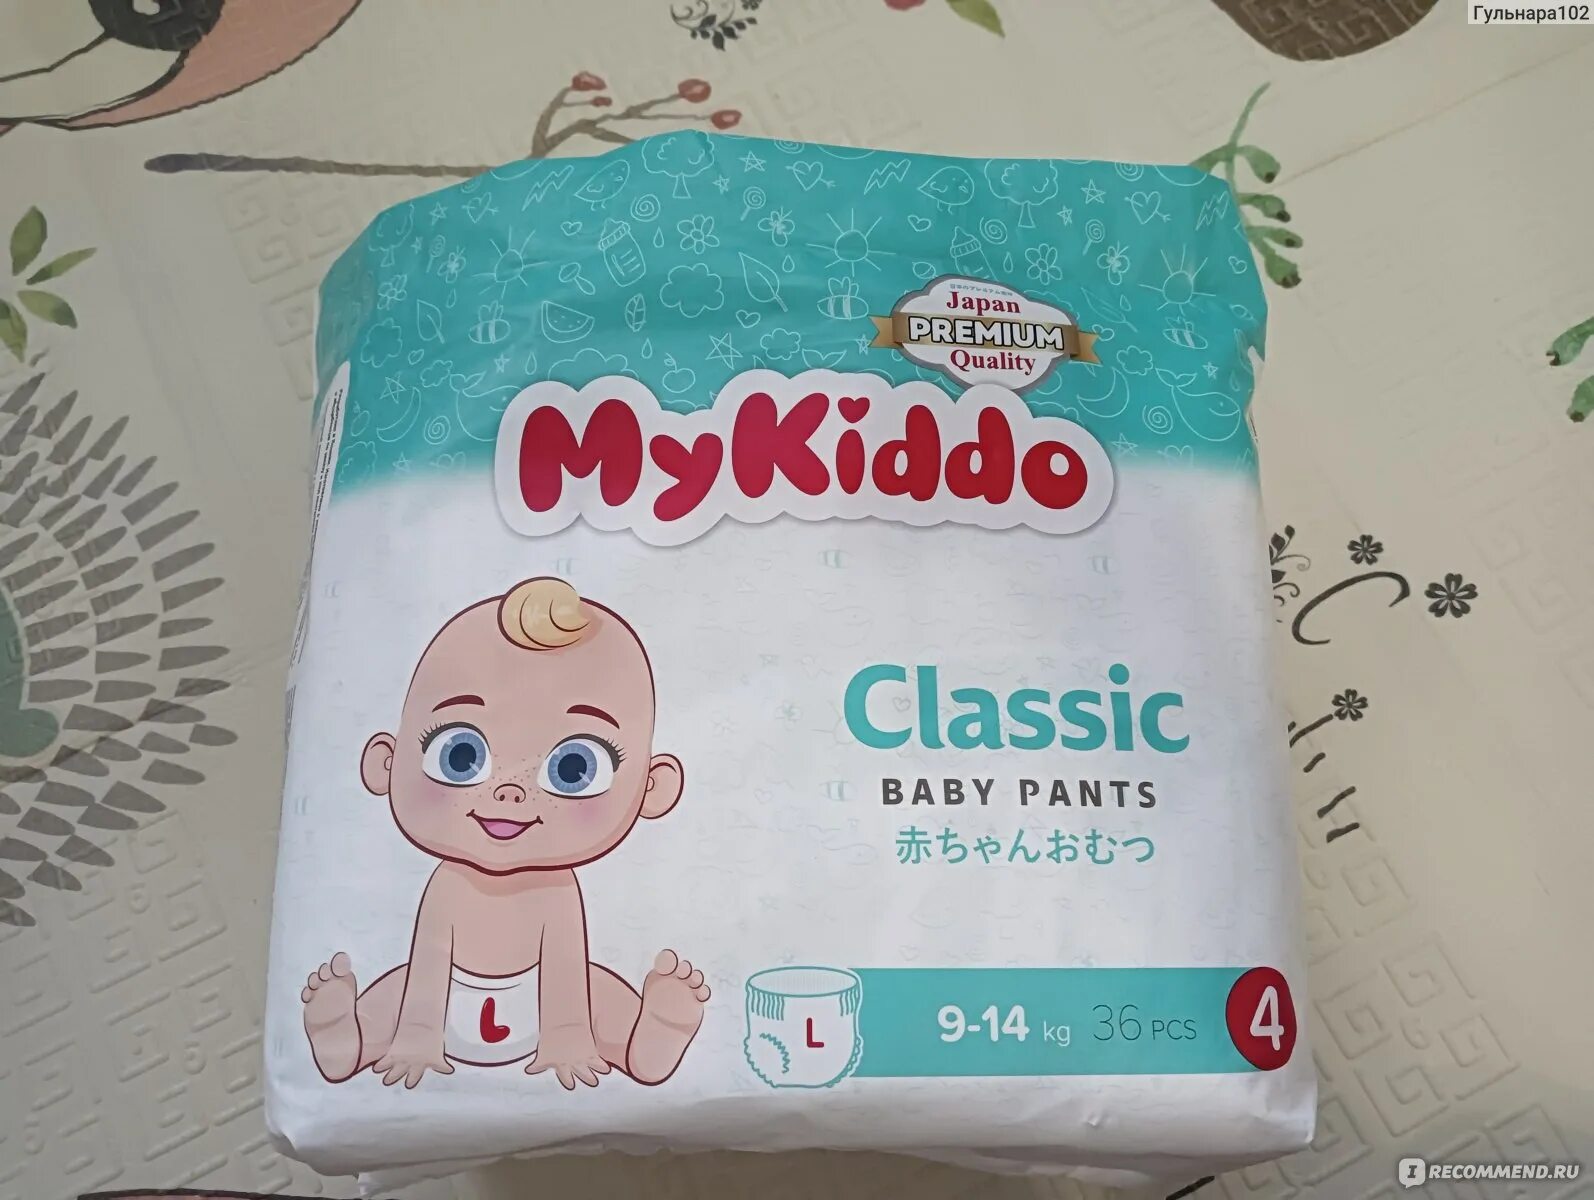 Гульнара102
Japan
PREMIUM
Quality
MyKiddo
Classic
BABY PANTS
赤ちゃんおむつ
L
L
9-14 kg 36 PCS
4
I RECOMMEND.RU